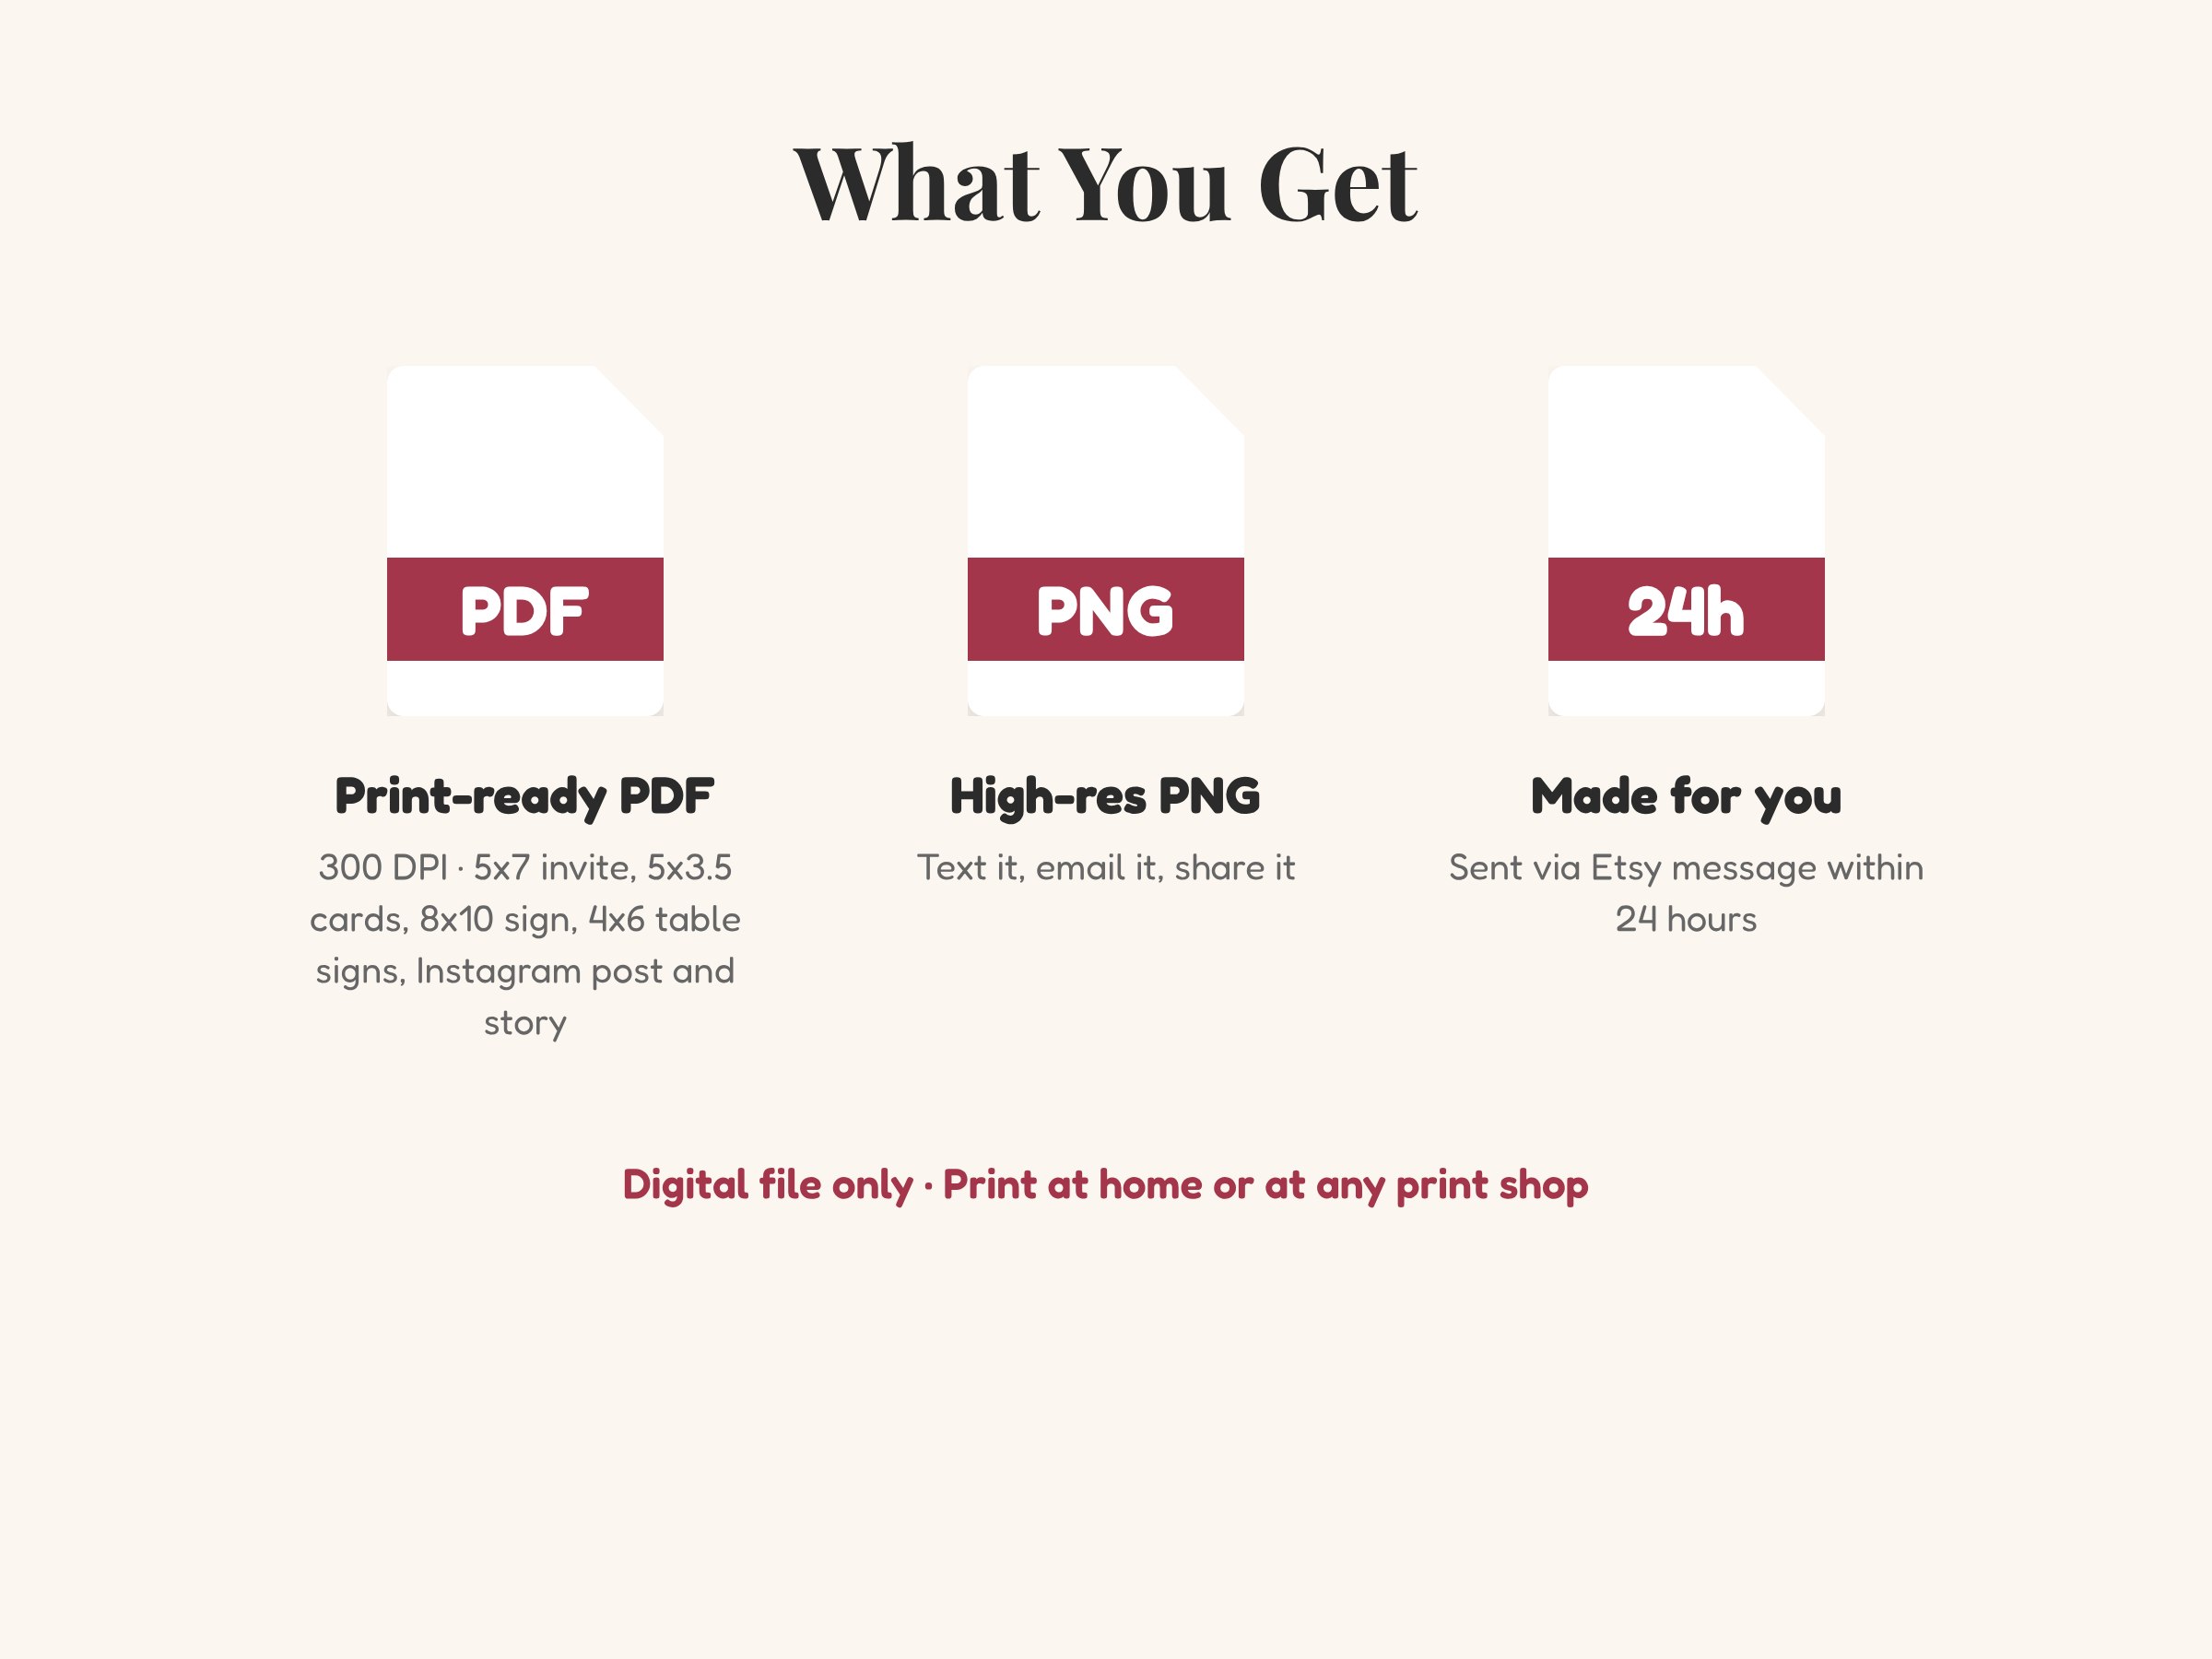 What You Get
PDF
PNG
24h
Print-ready PDF
300 DPI · 5x7 invite, 5x3.5
cards, 8x10 sign, 4x6 table
signs, Instagram post and
story
High-res PNG
Text it, email it, share it
Made for you
Sent via Etsy message within
24 hours
Digital file only · Print at home or at any print shop